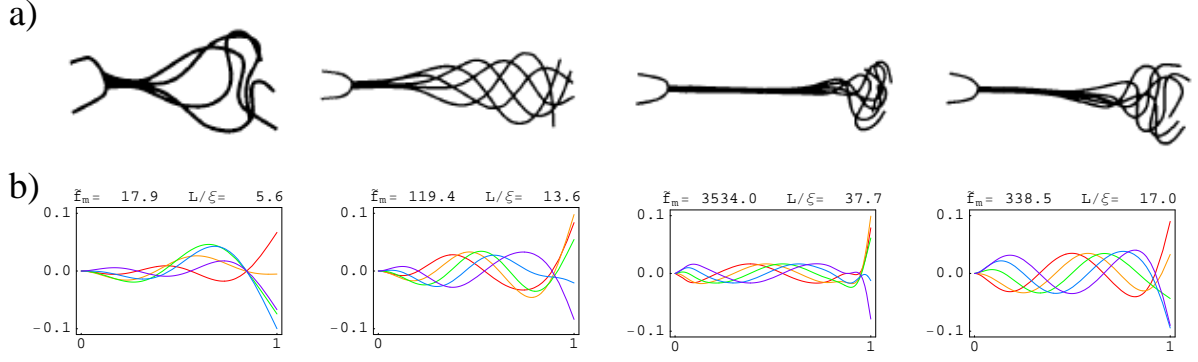 a)
b)
f̃m= 17.9 L/ξ= 5.6
f̃m= 119.4 L/ξ= 13.6
f̃m= 3534.0 L/ξ= 37.7
f̃m= 338.5 L/ξ= 17.0
0.1 0.1 0.1 0.1
0.0 0.0 0.0 0.0
-0.1 -0.1 -0.1 -0.1
0 1 0 1 0 1 0 1